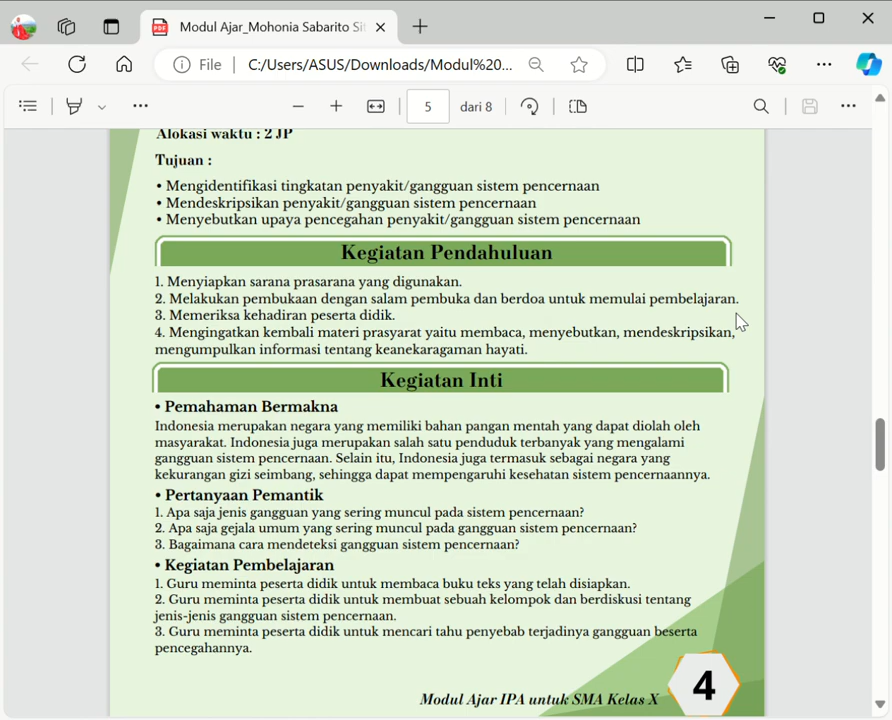 Modul Ajar_Mohonia Sabarito Sit
File
C:/Users/ASUS/Downloads/Modul%20...
5
dari 8
Alokasi waktu : 2 JP
Tujuan :
• Mengidentifikasi tingkatan penyakit/gangguan sistem pencernaan
• Mendeskripsikan penyakit/gangguan sistem pencernaan
• Menyebutkan upaya pencegahan penyakit/gangguan sistem pencernaan
Kegiatan Pendahuluan
1. Menyiapkan sarana prasarana yang digunakan.
2. Melakukan pembukaan dengan salam pembuka dan berdoa untuk memulai pembelajaran.
3. Memeriksa kehadiran peserta didik.
4. Mengingatkan kembali materi prasyarat yaitu membaca, menyebutkan, mendeskripsikan,
mengumpulkan informasi tentang keanekaragaman hayati.
Kegiatan Inti
• Pemahaman Bermakna
Indonesia merupakan negara yang memiliki bahan pangan mentah yang dapat diolah oleh
masyarakat. Indonesia juga merupakan salah satu penduduk terbanyak yang mengalami
gangguan sistem pencernaan. Selain itu, Indonesia juga termasuk sebagai negara yang
kekurangan gizi seimbang, sehingga dapat mempengaruhi kesehatan sistem pencernaannya.
• Pertanyaan Pemantik
1. Apa saja jenis gangguan yang sering muncul pada sistem pencernaan?
2. Apa saja gejala umum yang sering muncul pada gangguan sistem pencernaan?
3. Bagaimana cara mendeteksi gangguan sistem pencernaan?
• Kegiatan Pembelajaran
1. Guru meminta peserta didik untuk membaca buku teks yang telah disiapkan.
2. Guru meminta peserta didik untuk membuat sebuah kelompok dan berdiskusi tentang
jenis-jenis gangguan sistem pencernaan.
3. Guru meminta peserta didik untuk mencari tahu penyebab terjadinya gangguan beserta
pencegahannya.
Modul Ajar IPA untuk SMA Kelas X
4